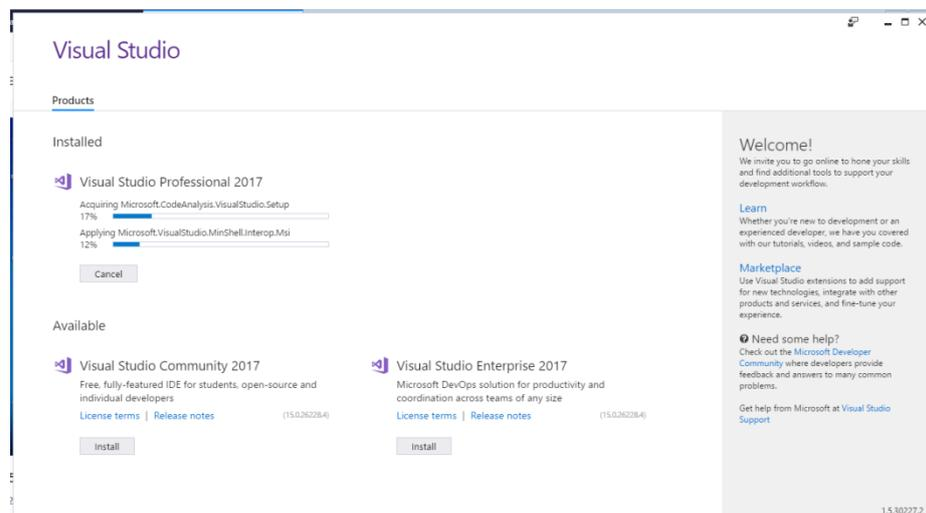 Visual Studio
Products
Installed
Visual Studio Professional 2017
Acquiring Microsoft.CodeAnalysis.VisualStudio.Setup
17%
Applying Microsoft.VisualStudio.MinShell.Interop.Msi
12%
Cancel
Available
Visual Studio Community 2017
Free, fully-featured IDE for students, open-source and
individual developers
License terms | Release notes (15.0.26228.4)
Install
Visual Studio Enterprise 2017
Microsoft DevOps solution for productivity and
coordination across teams of any size
License terms | Release notes (15.0.26228.4)
Install
Welcome!
We invite you to go online to hone your skills
and find additional tools to support your
development workflow.
Learn
Whether you're new to development or an
experienced developer, we have you covered
with our tutorials, videos, and sample code.
Marketplace
Use Visual Studio extensions to add support
for new technologies, integrate with other
products and services, and fine-tune your
experience.
Need some help?
Check out the Microsoft Developer
Community where developers provide
feedback and answers to many common
problems.
Get help from Microsoft at Visual Studio
Support
1.5.30227.2